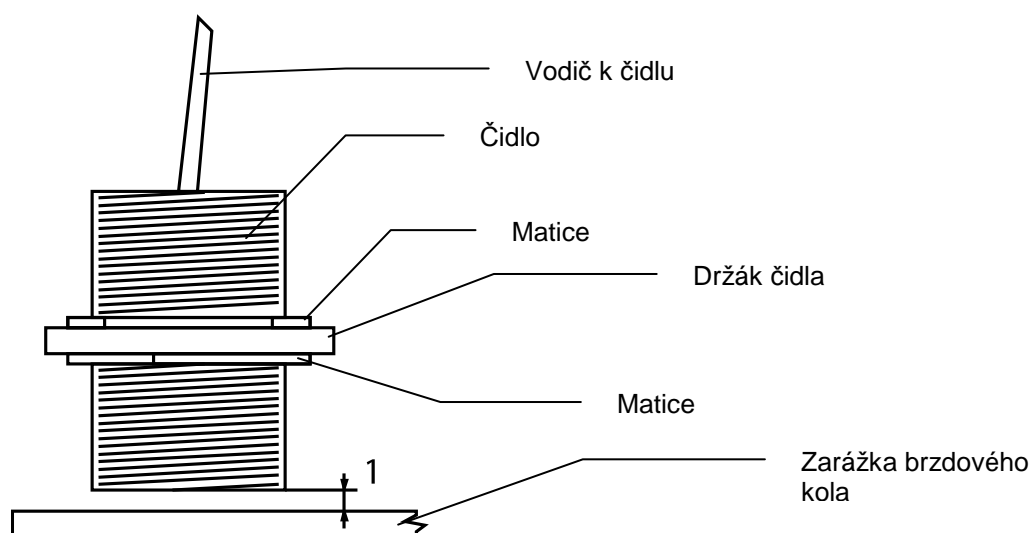 Vodič k čidlu
Čidlo
Matice
Držák čidla
Matice
1
Zarážka brzdového
kola